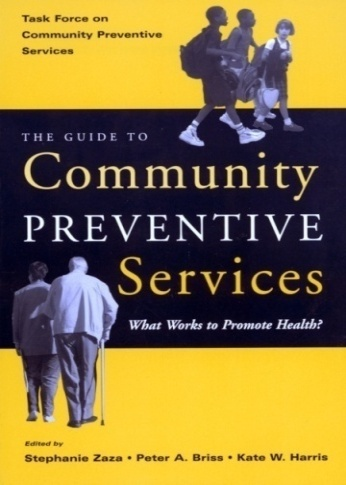 Task Force on
Community Preventive
Services
THE GUIDE TO
Community
PREVENTIVE
Services
What Works to Promote Health?
Edited by
Stephanie Zaza • Peter A. Briss • Kate W. Harris